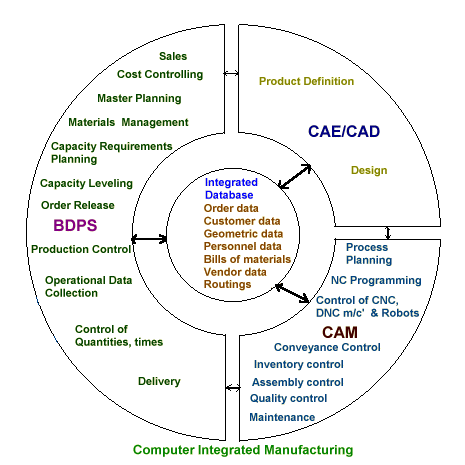 Sales
Cost Controlling
Master Planning
Materials Management
Capacity Requirements
Planning
Capacity Leveling
Order Release
BDPS
Production Control
Operational Data
Collection
Control of
Quantities, times
Delivery
Integrated
Database
Order data
Customer data
Geometric data
Personnel data
Bills of materials
Vendor data
Routings
Product Definition
CAE/CAD
Design
Process
Planning
NC Programming
Control of CNC,
DNC m/c' & Robots
CAM
Conveyance Control
Inventory control
Assembly control
Quality control
Maintenance
Computer Integrated Manufacturing